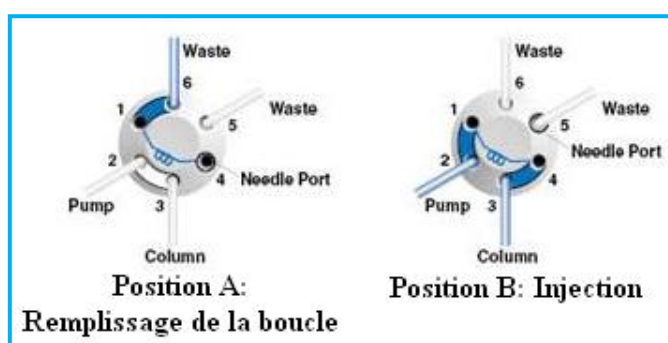 Waste
6
1
Waste
5
2
Needle Port
4
Pump
3
Column
Position A:
Remplissage de la boucle
Waste
6
1
Waste
5
Needle Port
2
4
Pump
3
Column
Position B: Injection